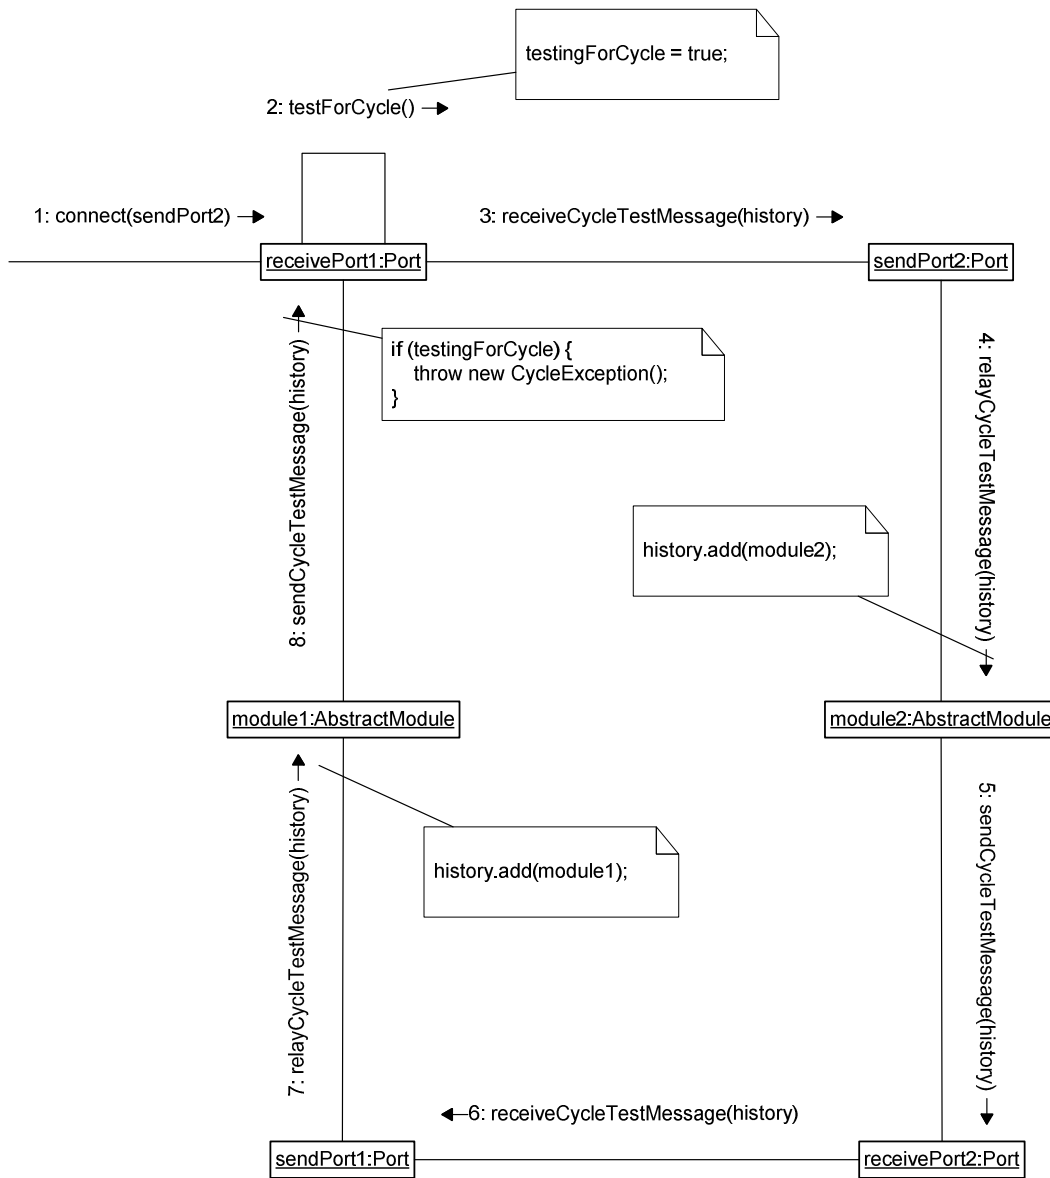 testingForCycle = true;
2: testForCycle()
1: connect(sendPort2)
3: receiveCycleTestMessage(history)
receivePort1:Port
sendPort2:Port
if (testingForCycle) {
throw new CycleException();
}
8: sendCycleTestMessage(history)
4: relayCycleTestMessage(history)
history.add(module2);
module1:AbstractModule
module2:AbstractModule
7: relayCycleTestMessage(history)
history.add(module1);
5: sendCycleTestMessage(history)
6: receiveCycleTestMessage(history)
sendPort1:Port
receivePort2:Port